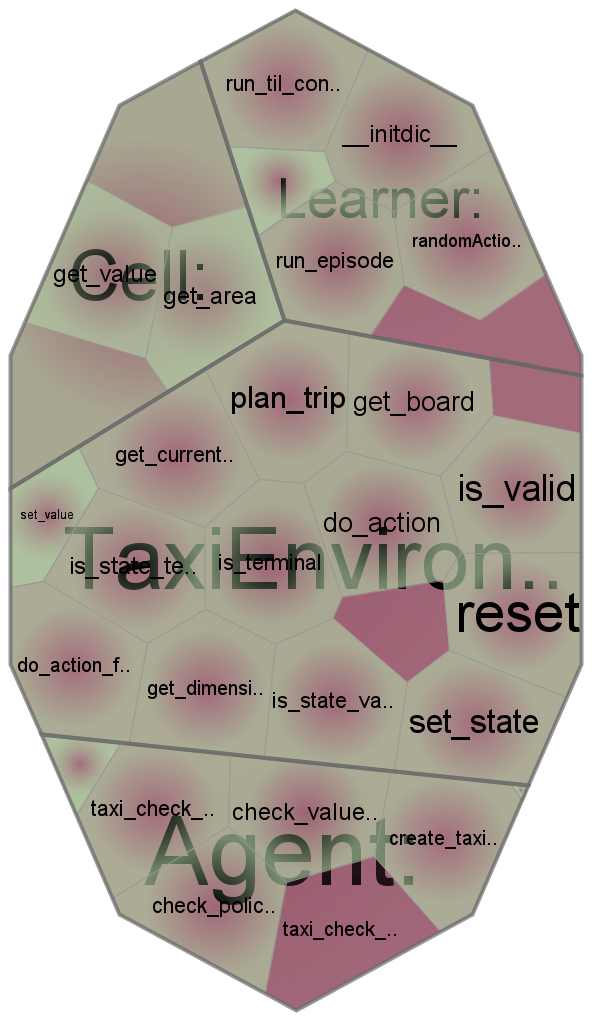 run_til_con..
__initdic__
Learner:
randomActio..
run_episode
Cell:
get_value
get_area
plan_trip
get_board
get_current..
is_valid
set_value
do_action
TaxiEnviron..
is_state_te..
is_terminal
reset
do_action_f..
get_dimensi..
is_state_va..
set_state
taxi_check_..
check_value..
create_taxi..
Agent:
check_polic..
taxi_check_..